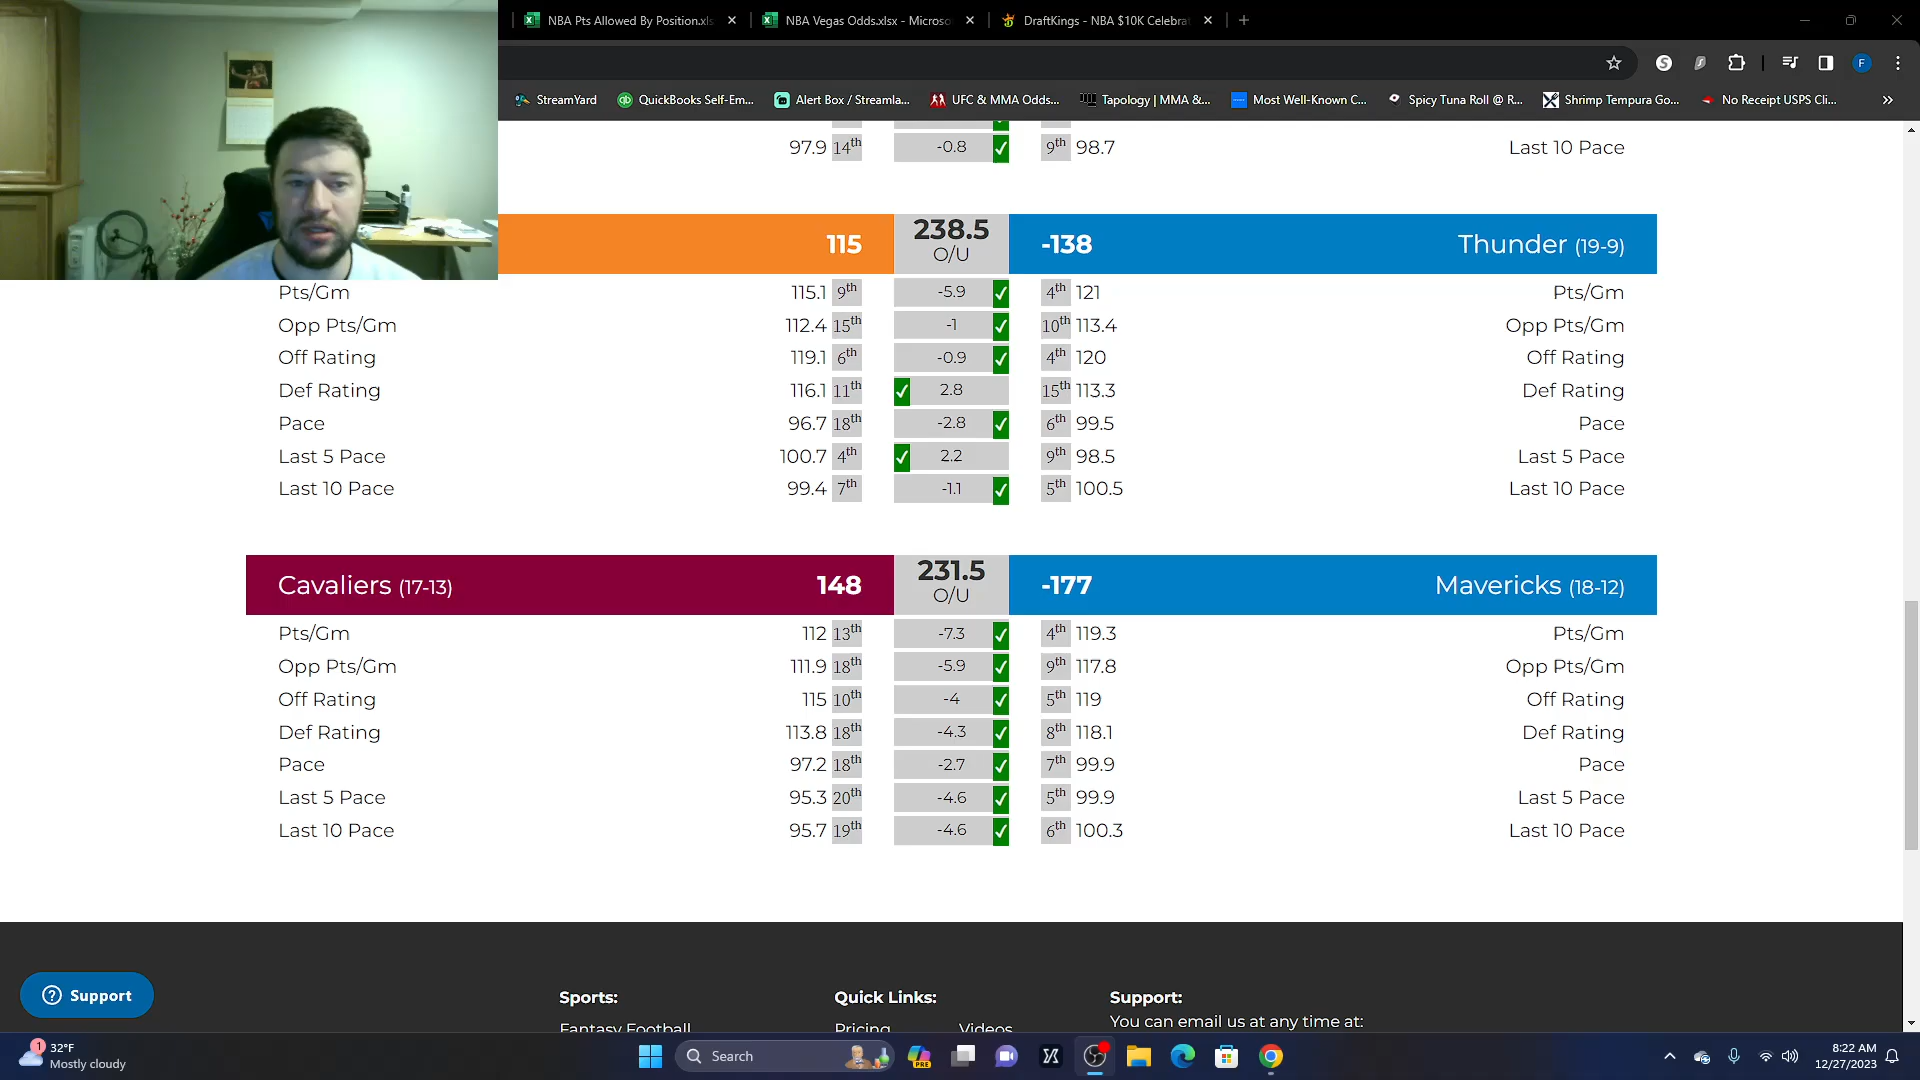 NBA Pts Allowed By Position.xls
NBA Vegas Odds.xlsx - Microso
DraftKings - NBA $10K Celebra
F
StreamYard
QuickBooks Self-Em...
Alert Box / Streamla...
UFC & MMA Odds...
Tapology | MMA &...
Most Well-Known C...
Spicy Tuna Roll @ R...
Shrimp Tempura Go...
No Receipt USPS Cli...
97.9 14th -0.8 9th 98.7 Last 10 Pace
115 238.5 O/U -138 Thunder (19-9)
Pts/Gm 115.1 9th -5.9 4th 121 Pts/Gm
Opp Pts/Gm 112.4 15th -1 10th 113.4 Opp Pts/Gm
Off Rating 119.1 6th -0.9 4th 120 Off Rating
Def Rating 116.1 11th 2.8 15th 113.3 Def Rating
Pace 96.7 18th -2.8 6th 99.5 Pace
Last 5 Pace 100.7 4th 2.2 9th 98.5 Last 5 Pace
Last 10 Pace 99.4 7th -1.1 5th 100.5 Last 10 Pace
Cavaliers (17-13) 148 231.5 O/U -177 Mavericks (18-12)
Pts/Gm 112 13th -7.3 4th 119.3 Pts/Gm
Opp Pts/Gm 111.9 18th -5.9 9th 117.8 Opp Pts/Gm
Off Rating 115 10th -4 5th 119 Off Rating
Def Rating 113.8 18th -4.3 8th 118.1 Def Rating
Pace 97.2 18th -2.7 7th 99.9 Pace
Last 5 Pace 95.3 20th -4.6 5th 99.9 Last 5 Pace
Last 10 Pace 95.7 19th -4.6 6th 100.3 Last 10 Pace
Support
Sports: Quick Links: Support:
Fantasy Football Pricing Videos You can email us at any time at:
1
32°F
Mostly cloudy
Search
PRE
8:22 AM
12/27/2023